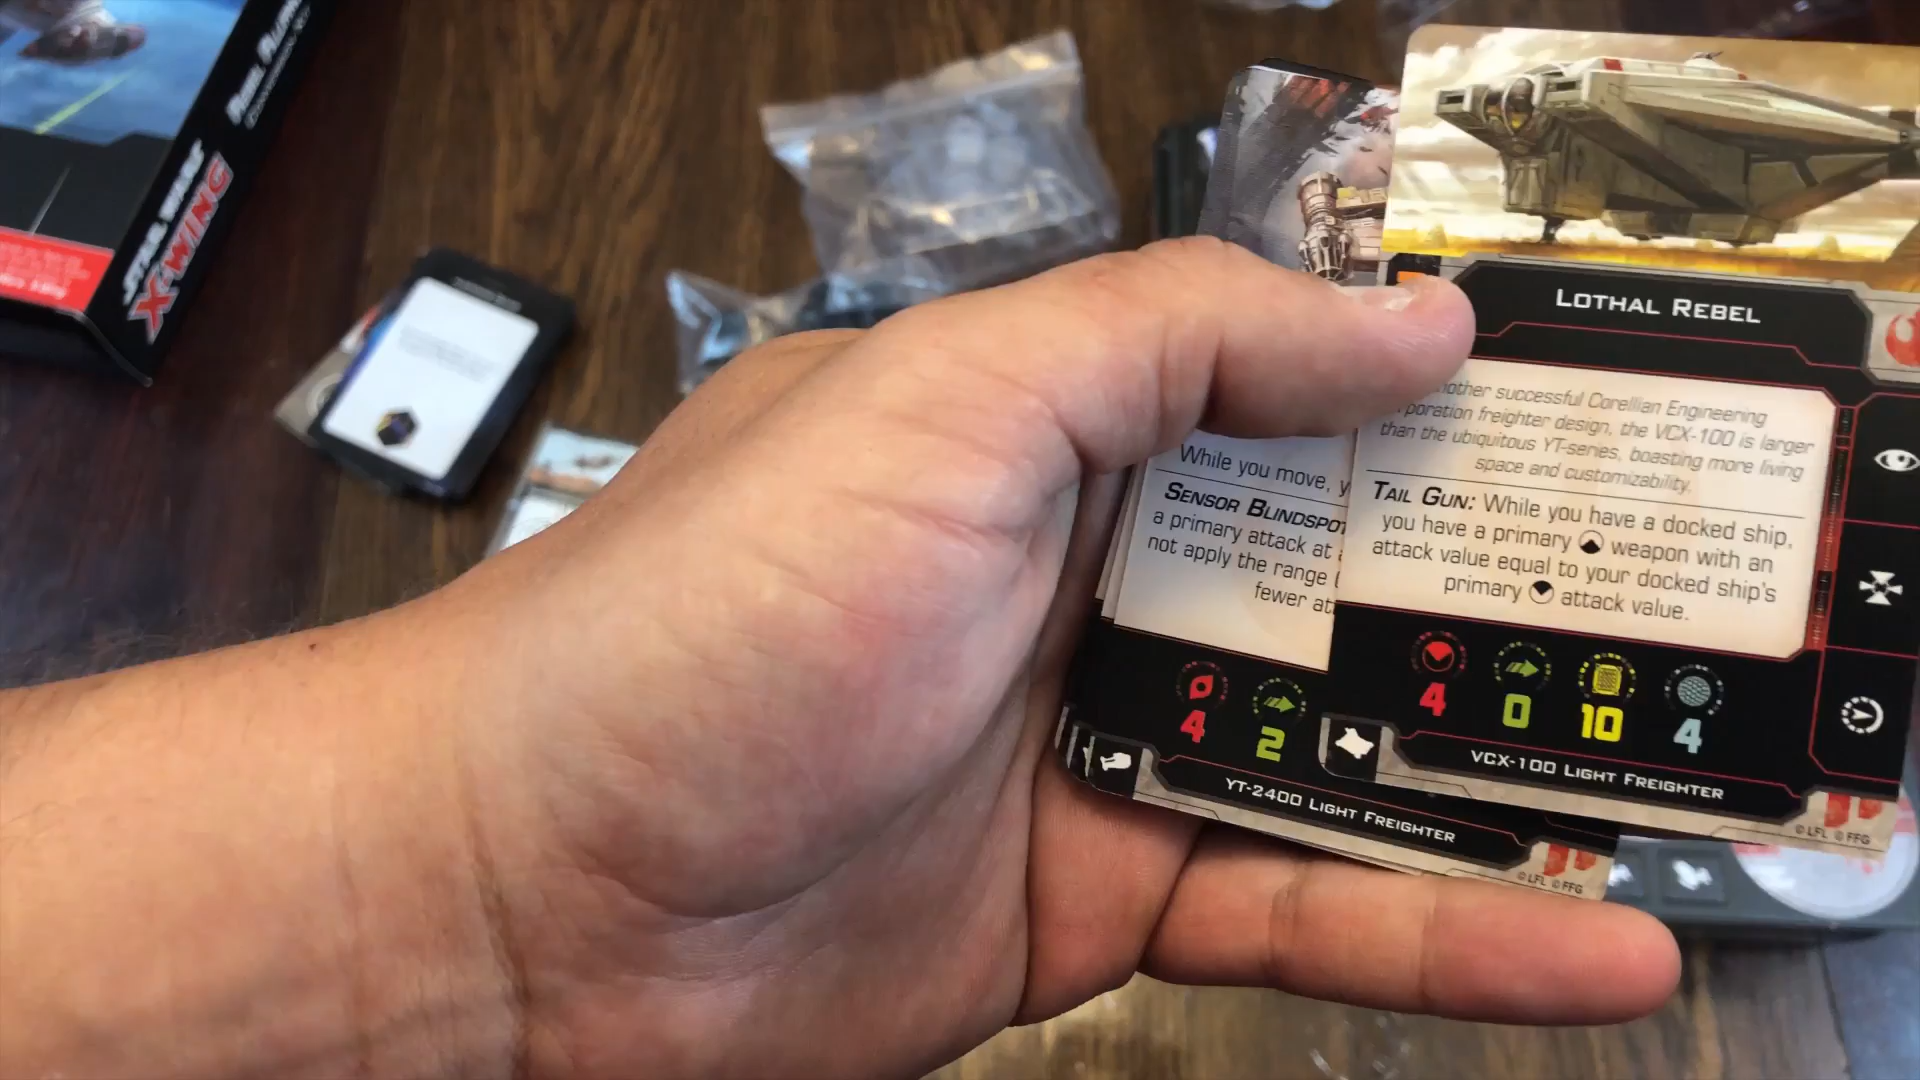 STAR WARS
X-WING
LOTHAL REBEL
other successful Corellian Engineering
poration freighter design, the VCX-100 is larger
than the ubiquitous YT-series, boasting more living
space and customizability.
TAIL GUN: While you have a docked ship,
you have a primary weapon with an
attack value equal to your docked ship's
primary attack value.
4 0 10 4
VCX-100 LIGHT FREIGHTER
© LFL © FFG
While you move, y
SENSOR BLINDSPOT
a primary attack at
not apply the range
fewer att
4 2
YT-2400 LIGHT FREIGHTER
© LFL © FFG